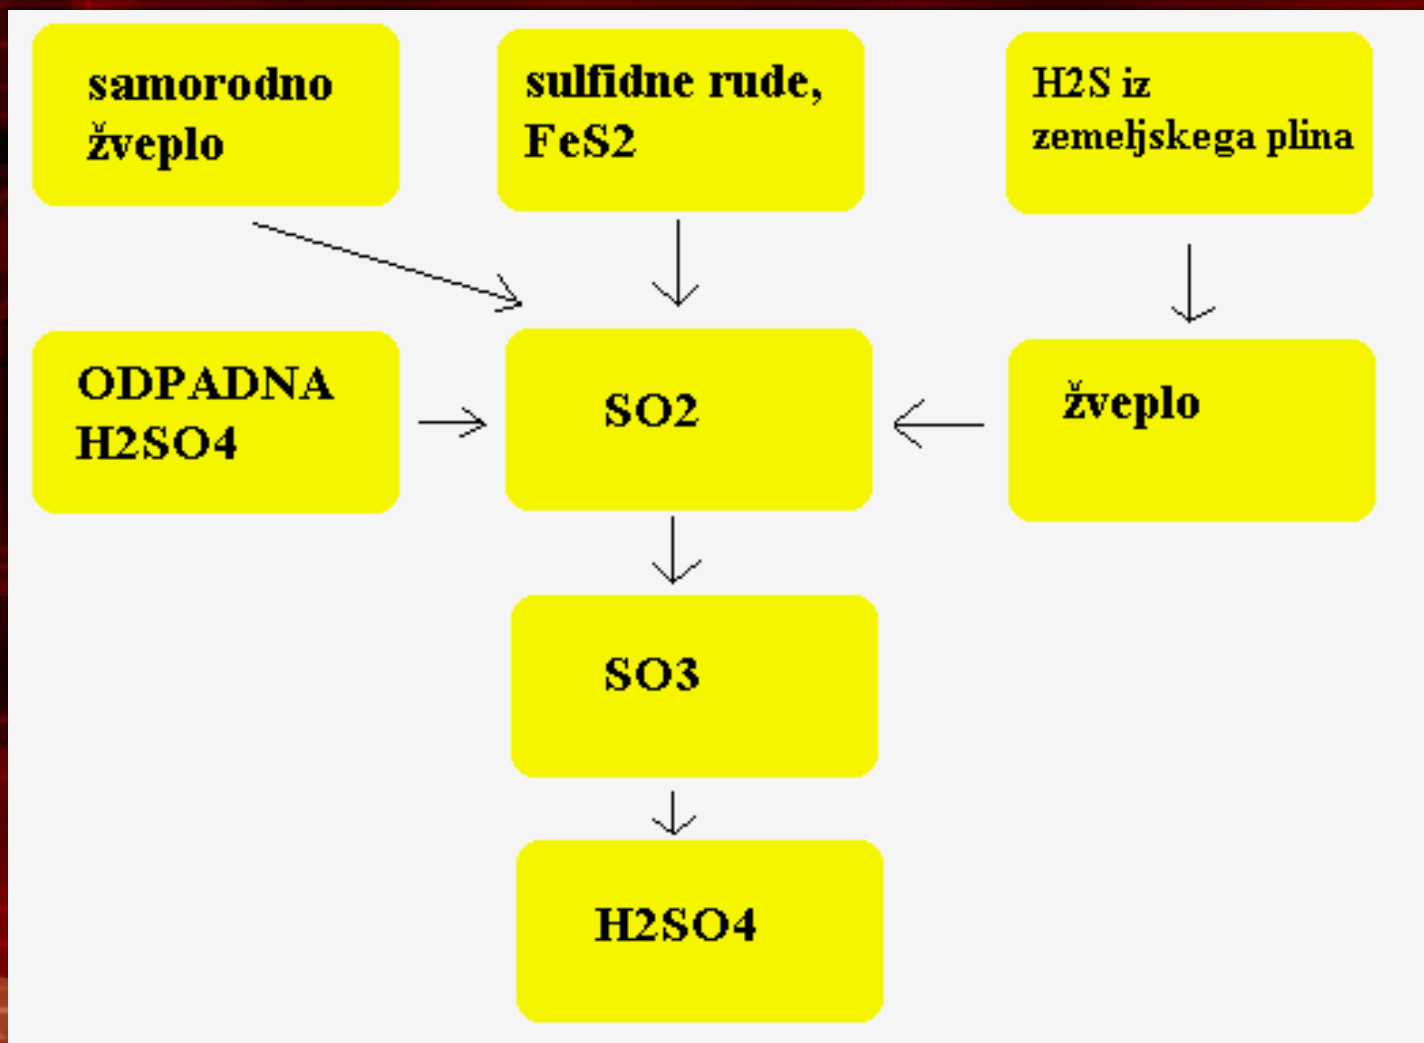 samorodno
žveplo
sulfidne rude,
FeS2
H2S iz
zemeljskega plina
ODPADNA
H2SO4
SO2
žveplo
SO3
H2SO4